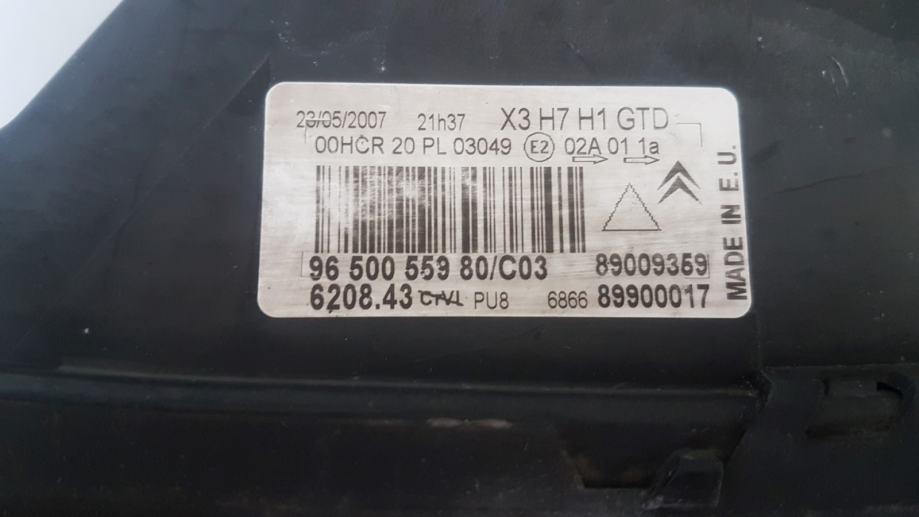 23/05/2007 21h37 X3 H7 H1 GTD
00HCR 20 PL 03049 E2 02A 01 1a
96 500 559 80/C03 89009359
6208.43 CTVL PU8 6866 89900017
MADE IN E.U.